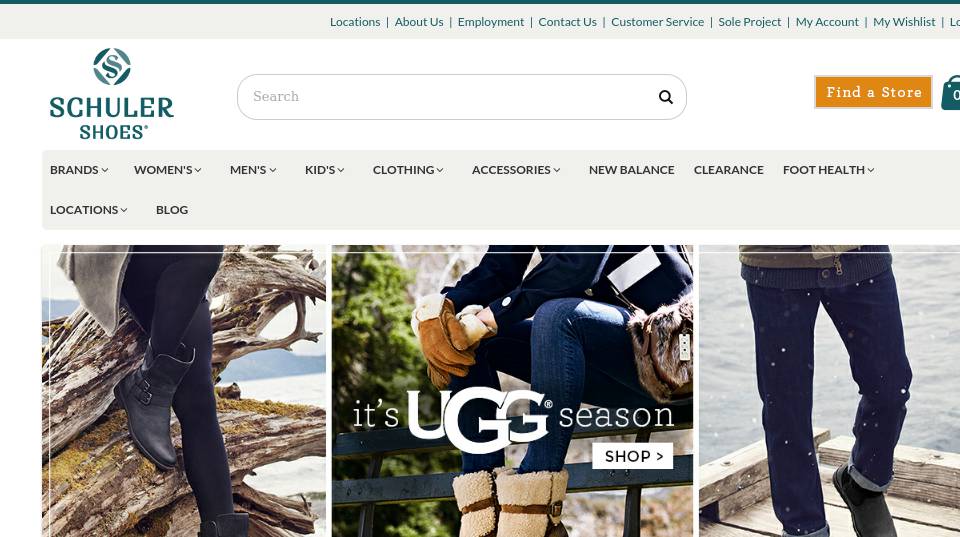 Locations | About Us | Employment | Contact Us | Customer Service | Sole Project | My Account | My Wishlist |
SCHULER
SHOES®
Search
Find a Store
0
BRANDS WOMEN'S MEN'S KID'S CLOTHING ACCESSORIES NEW BALANCE CLEARANCE FOOT HEALTH
LOCATIONS BLOG
it's UGG® season
SHOP >